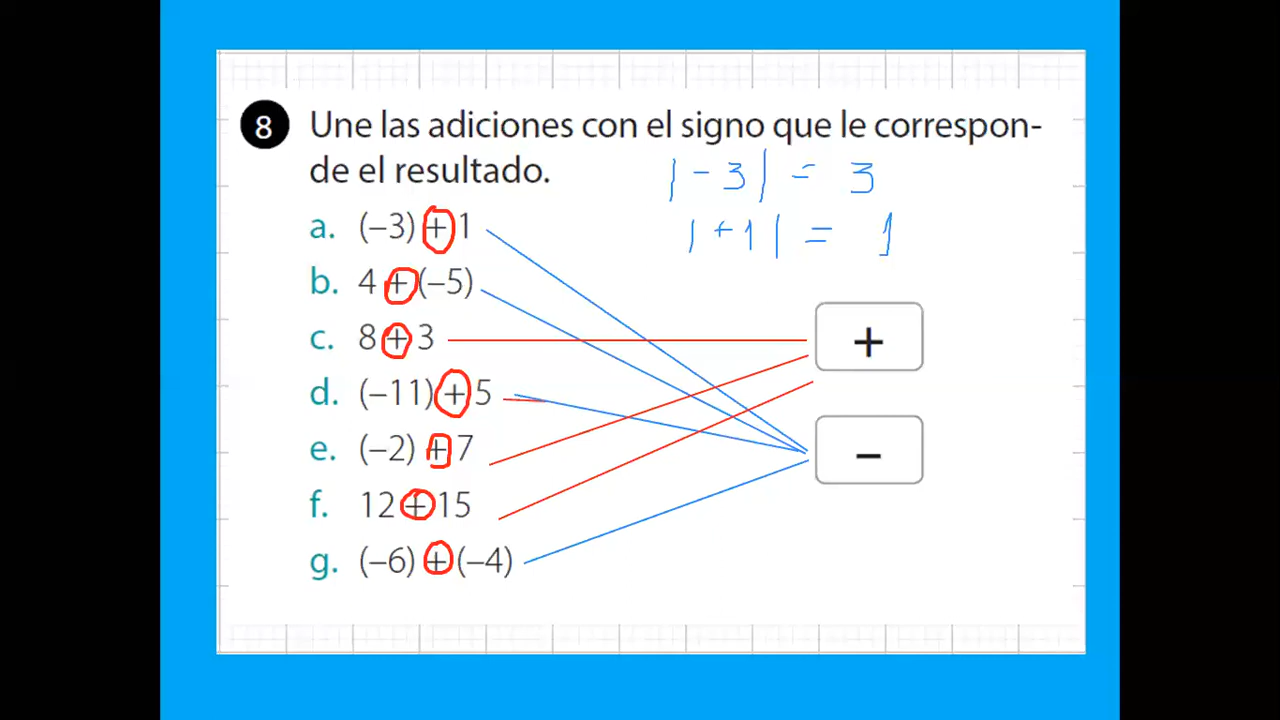 8 Une las adiciones con el signo que le correspon-
de el resultado.
|-3| = 3
|+1| = 1
a. (–3) + 1
b. 4 + (–5)
c. 8 + 3
d. (–11) + 5
e. (–2) + 7
f. 12 + 15
g. (–6) + (–4)
+
–